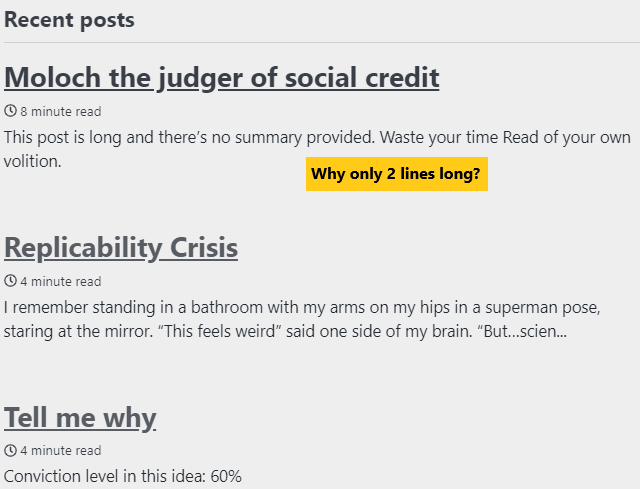 Recent posts
Moloch the judger of social credit
8 minute read
This post is long and there’s no summary provided. Waste your time Read of your own
volition.
Why only 2 lines long?
Replicability Crisis
4 minute read
I remember standing in a bathroom with my arms on my hips in a superman pose,
staring at the mirror. “This feels weird” said one side of my brain. “But...scien...
Tell me why
4 minute read
Conviction level in this idea: 60%